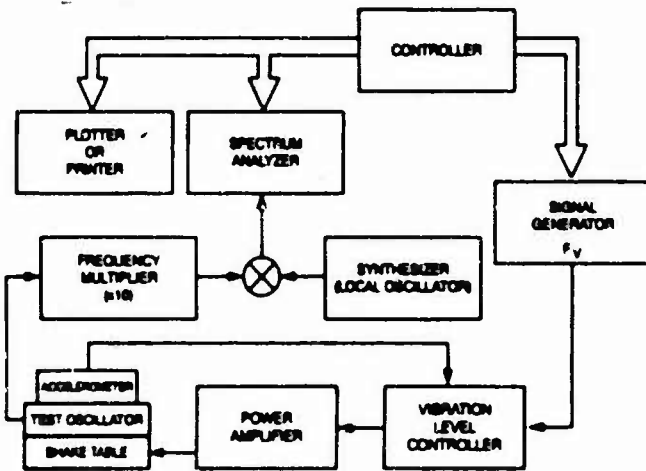 CONTROLLER
PLOTTER
OR
PRINTER
SPECTRUM
ANALYZER
SIGNAL
GENERATOR
F V
FREQUENCY
MULTIPLIER
(x10)
SYNTHESIZER
(LOCAL OSCILLATOR)
ACCELEROMETER
TEST OSCILLATOR
SHAKE TABLE
POWER
AMPLIFIER
VIBRATION
LEVEL
CONTROLLER